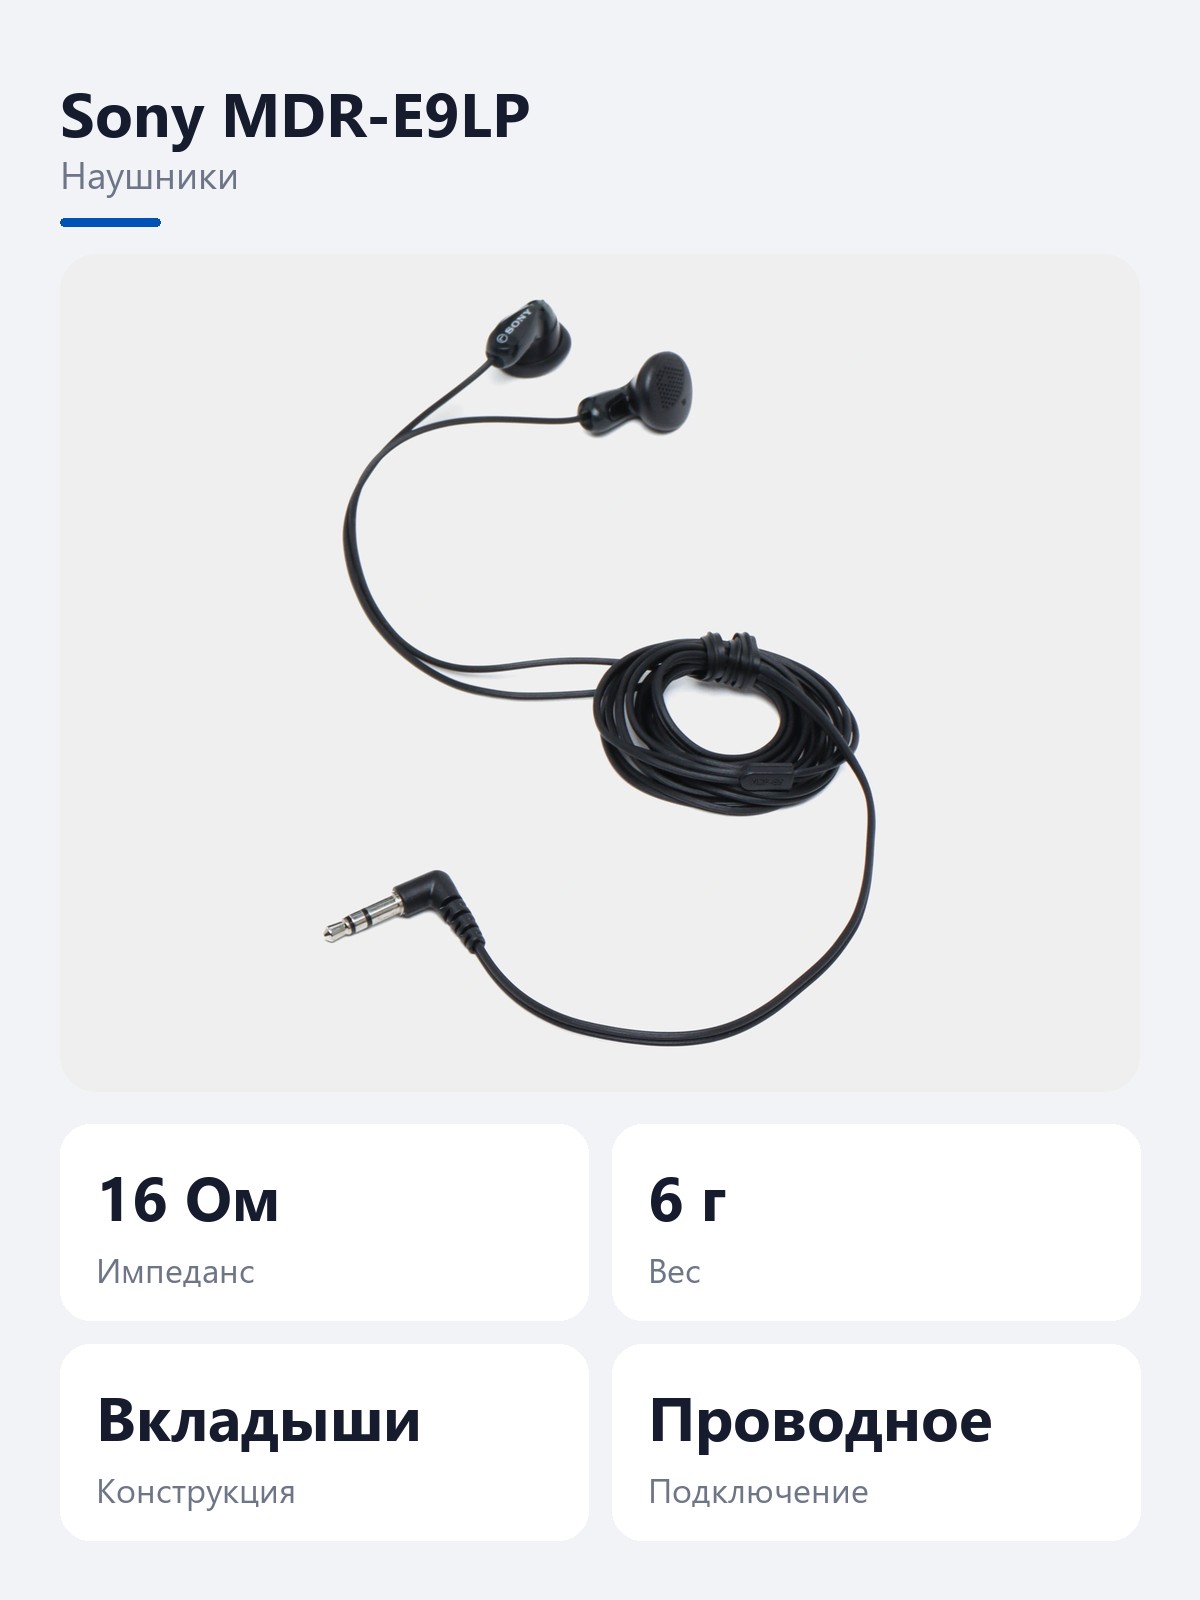 Sony MDR-E9LP
Наушники
SONY
16 Ом
Импеданс
6 г
Вес
Вкладыши
Конструкция
Проводное
Подключение